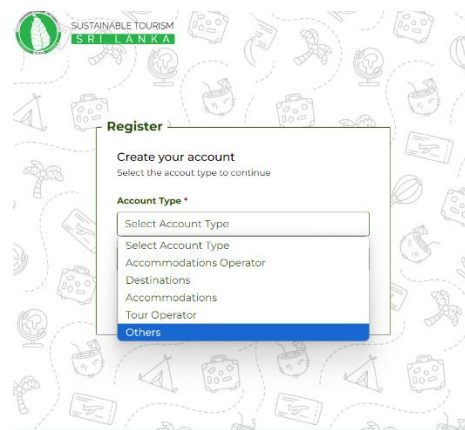 SUSTAINABLE TOURISM
SRI LANKA
Register
Create your account
Select the accout type to continue
Account Type *
Select Account Type
Select Account Type
Accommodations Operator
Destinations
Accommodations
Tour Operator
Others